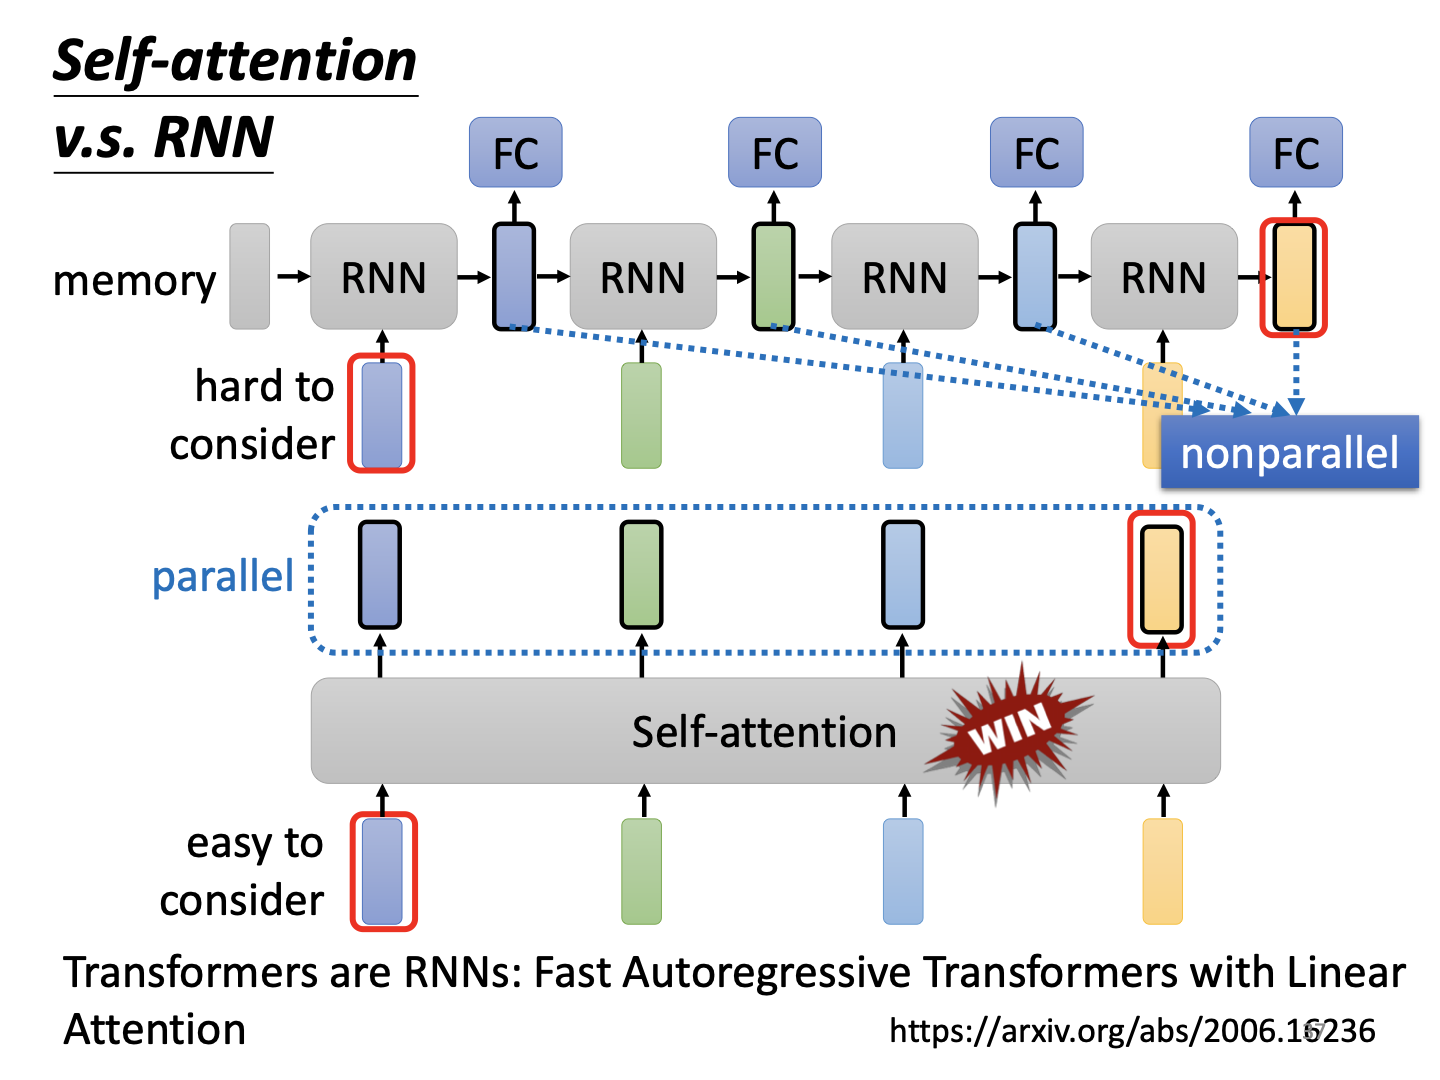 Self-attention
v.s. RNN
FC FC FC FC
memory RNN RNN RNN RNN
hard to
consider
nonparallel
parallel
Self-attention WIN
easy to
consider
Transformers are RNNs: Fast Autoregressive Transformers with Linear
Attention
https://arxiv.org/abs/2006.16236
37